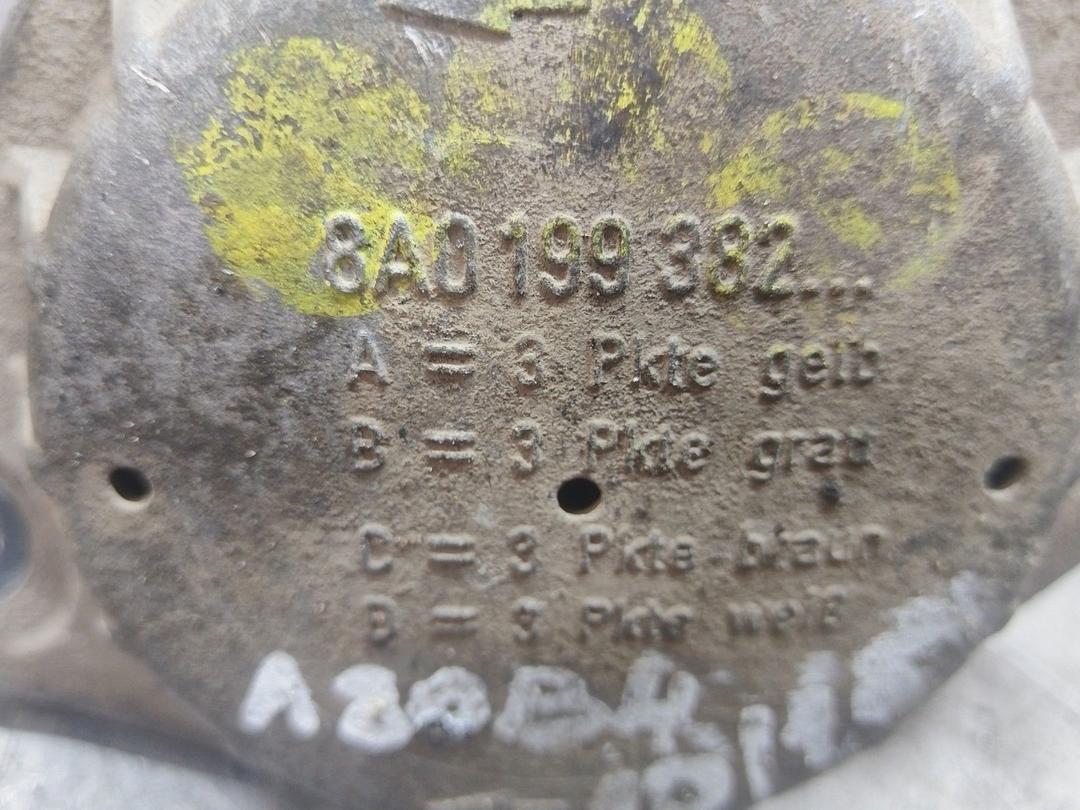 8A0 199 382...
A = 3 Pkte gelb
B = 3 Pkte grau
C = 3 Pkte blau
D = 3 Pkte weiß